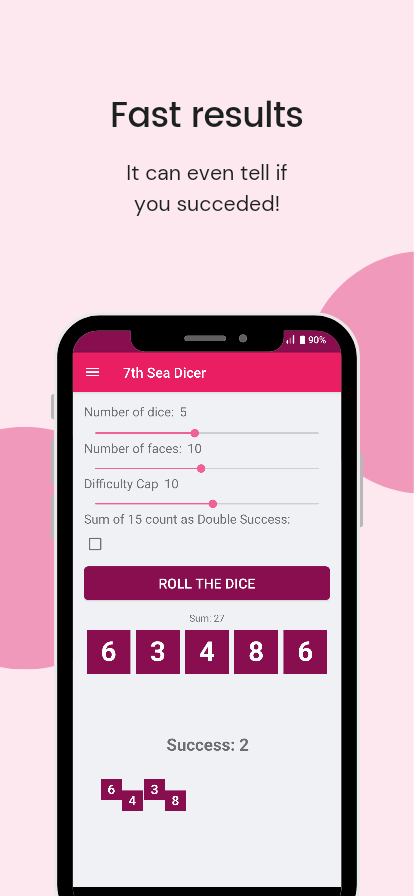 Fast results
It can even tell if
you succeded!
90%
7th Sea Dicer
Number of dice: 5
Number of faces: 10
Difficulty Cap 10
Sum of 15 count as Double Success:
ROLL THE DICE
Sum: 27
6 3 4 8 6
Success: 2
6 3
4 8